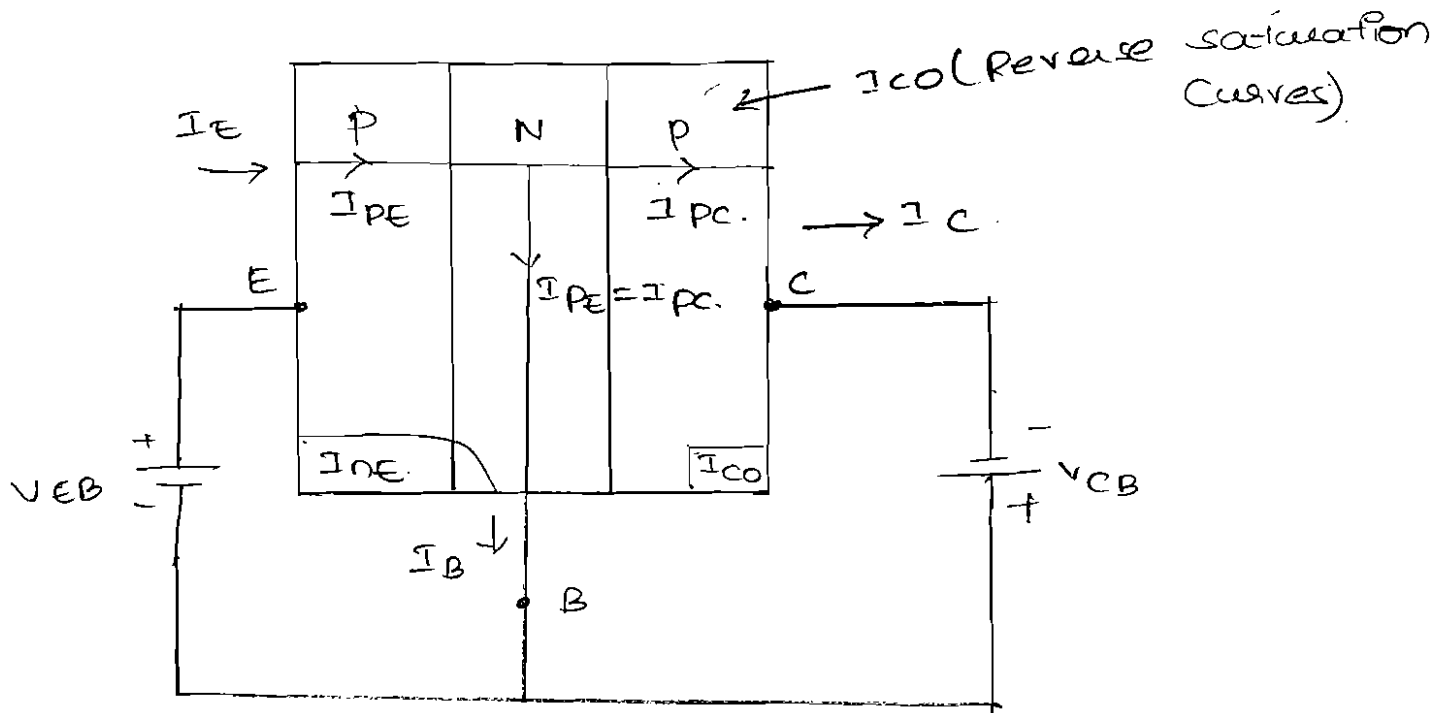 ICO (Reverse saturation
Curves)
IE
P
N
P
IPE
IPC.
IC.
E
IPE = IPC.
C
+
-
VEB
-
InE.
ICO
VCB
+
IB
B